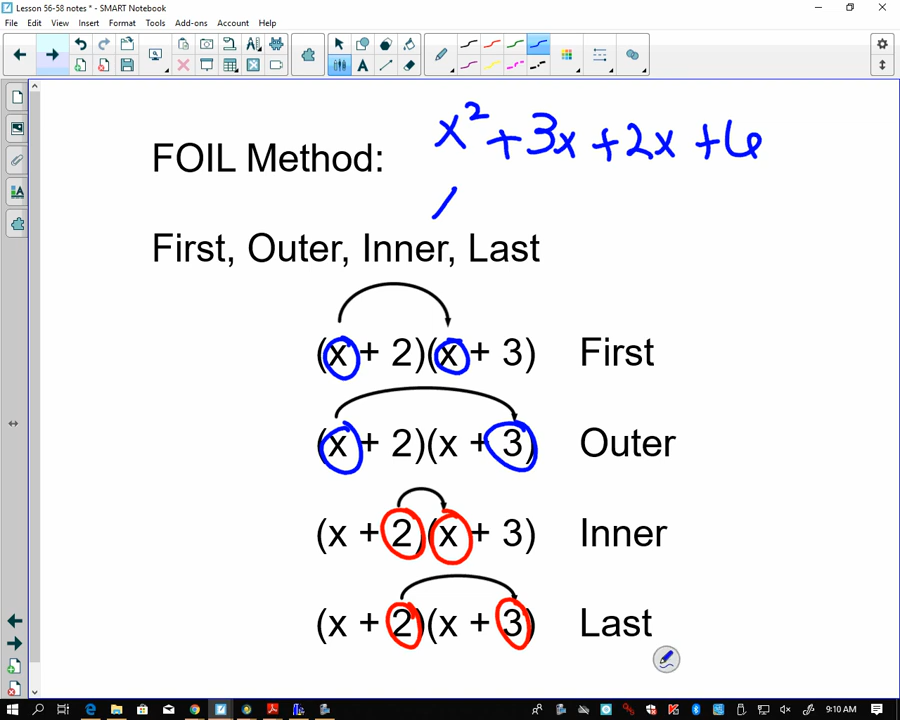 Lesson 56-58 notes * - SMART Notebook
File Edit View Insert Format Tools Add-ons Account Help
x² + 3x + 2x + 6
FOIL Method:
First, Outer, Inner, Last
(x + 2)(x + 3) First
(x + 2)(x + 3) Outer
(x + 2)(x + 3) Inner
(x + 2)(x + 3) Last
9:10 AM